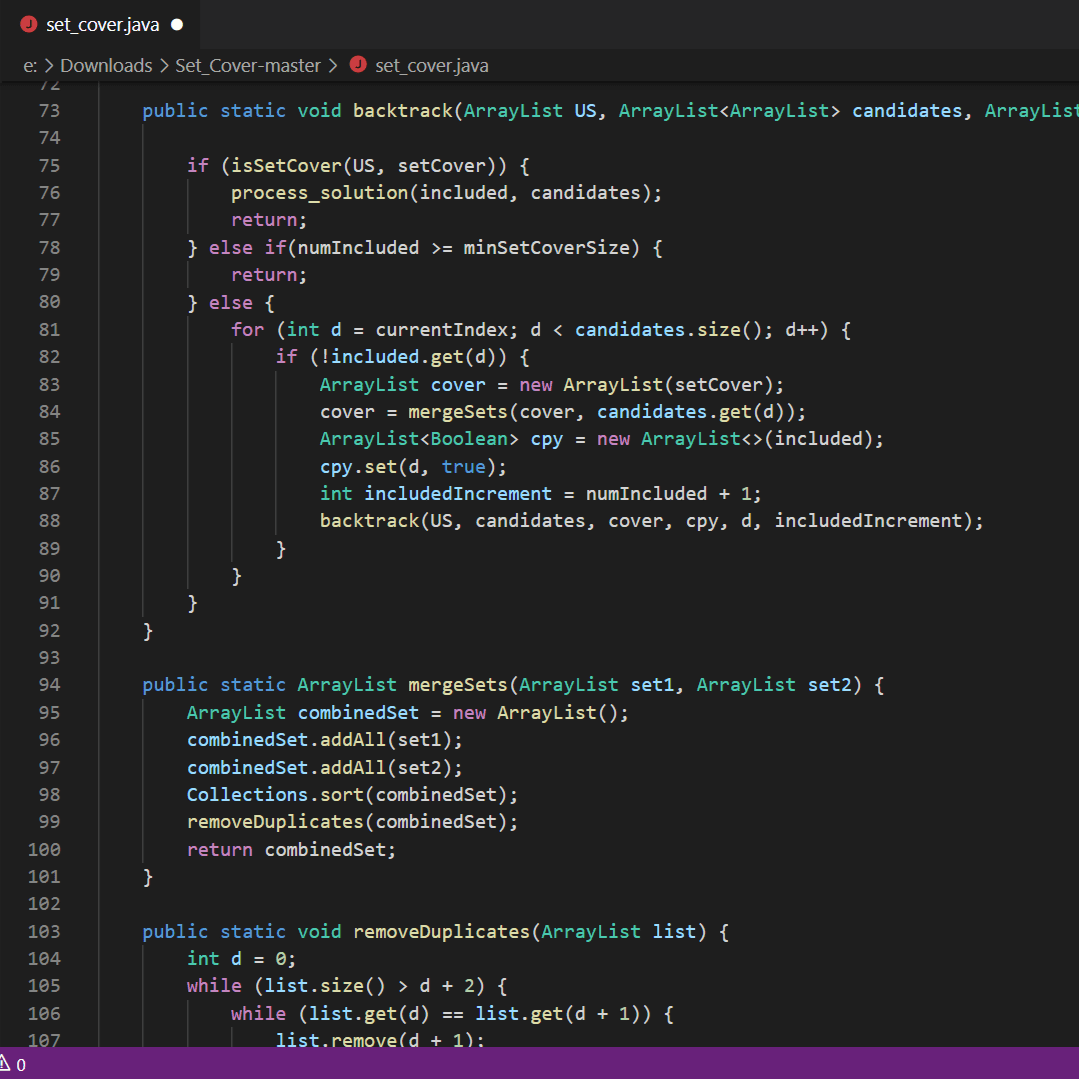 set_cover.java
e: > Downloads > Set_Cover-master > set_cover.java
72
73 public static void backtrack(ArrayList US, ArrayList<ArrayList> candidates, ArrayList
74
75 if (isSetCover(US, setCover)) {
76 process_solution(included, candidates);
77 return;
78 } else if(numIncluded >= minSetCoverSize) {
79 return;
80 } else {
81 for (int d = currentIndex; d < candidates.size(); d++) {
82 if (!included.get(d)) {
83 ArrayList cover = new ArrayList(setCover);
84 cover = mergeSets(cover, candidates.get(d));
85 ArrayList<Boolean> cpy = new ArrayList<>(included);
86 cpy.set(d, true);
87 int includedIncrement = numIncluded + 1;
88 backtrack(US, candidates, cover, cpy, d, includedIncrement);
89 }
90 }
91 }
92 }
93
94 public static ArrayList mergeSets(ArrayList set1, ArrayList set2) {
95 ArrayList combinedSet = new ArrayList();
96 combinedSet.addAll(set1);
97 combinedSet.addAll(set2);
98 Collections.sort(combinedSet);
99 removeDuplicates(combinedSet);
100 return combinedSet;
101 }
102
103 public static void removeDuplicates(ArrayList list) {
104 int d = 0;
105 while (list.size() > d + 2) {
106 while (list.get(d) == list.get(d + 1)) {
107 list.remove(d + 1);
0